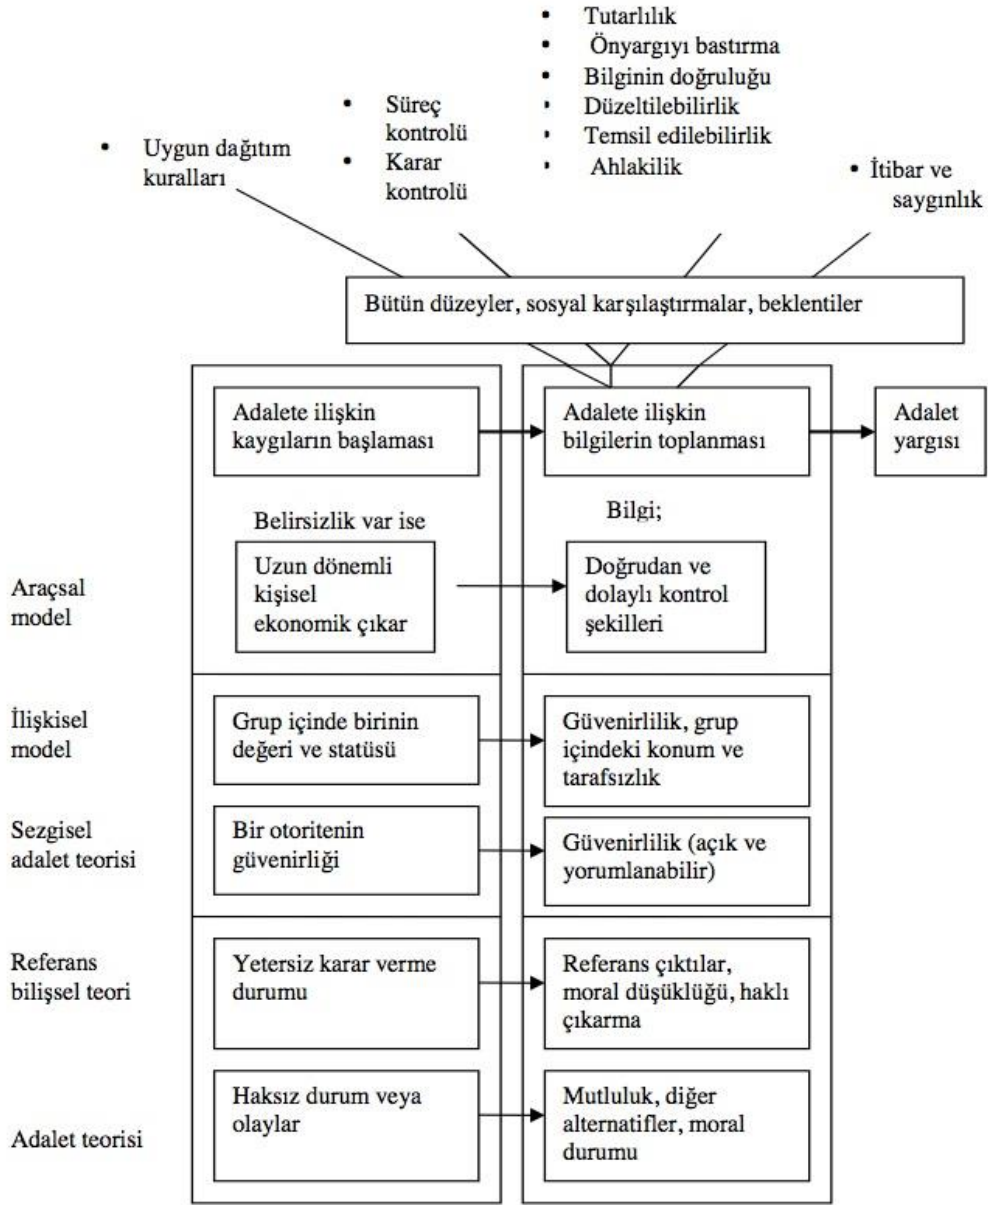 • Tutarlılık
• Önyargıyı bastırma
• Bilginin doğruluğu
• Düzeltilebilirlik
• Temsil edilebilirlik
• Ahlakilik
• Süreç
kontrolü
• Karar
kontrolü
• Uygun dağıtım
kuralları
• İtibar ve
saygınlık
Bütün düzeyler, sosyal karşılaştırmalar, beklentiler
Adalete ilişkin
kaygıların başlaması
Adalete ilişkin
bilgilerin toplanması
Adalet
yargısı
Belirsizlik var ise
Bilgi;
Araçsal
model
Uzun dönemli
kişisel
ekonomik çıkar
Doğrudan ve
dolaylı kontrol
şekilleri
İlişkisel
model
Grup içinde birinin
değeri ve statüsü
Güvenirlilik, grup
içindeki konum ve
tarafsızlık
Sezgisel
adalet teorisi
Bir otoritenin
güvenirliği
Güvenirlilik (açık ve
yorumlanabilir)
Referans
bilişsel teori
Yetersiz karar verme
durumu
Referans çıktılar,
moral düşüklüğü, haklı
çıkarma
Adalet teorisi
Haksız durum veya
olaylar
Mutluluk, diğer
alternatifler, moral
durumu